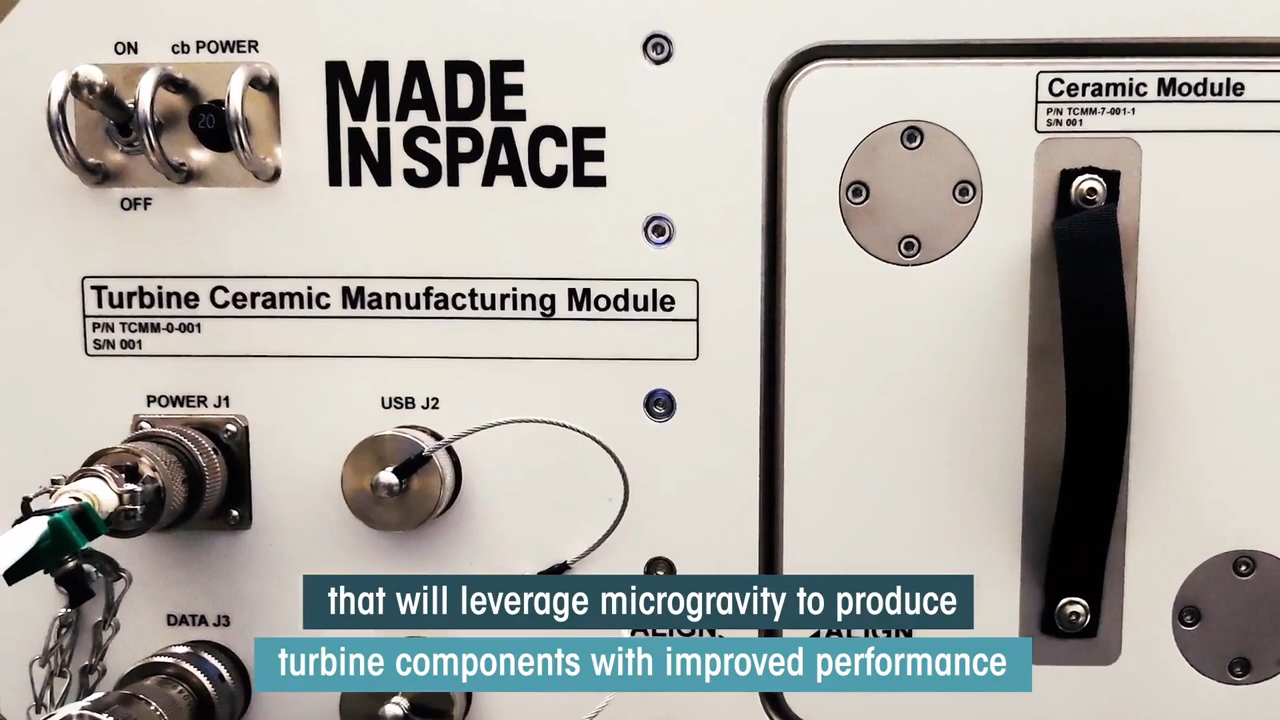 ON cb POWER
20
OFF
MADE
IN SPACE
Turbine Ceramic Manufacturing Module
P/N TCMM-0-001
S/N 001
Ceramic Module
P/N TCMM-7-001-1
S/N 001
POWER J1
USB J2
DATA J3
ALIGN
ALIGN
that will leverage microgravity to produce
turbine components with improved performance